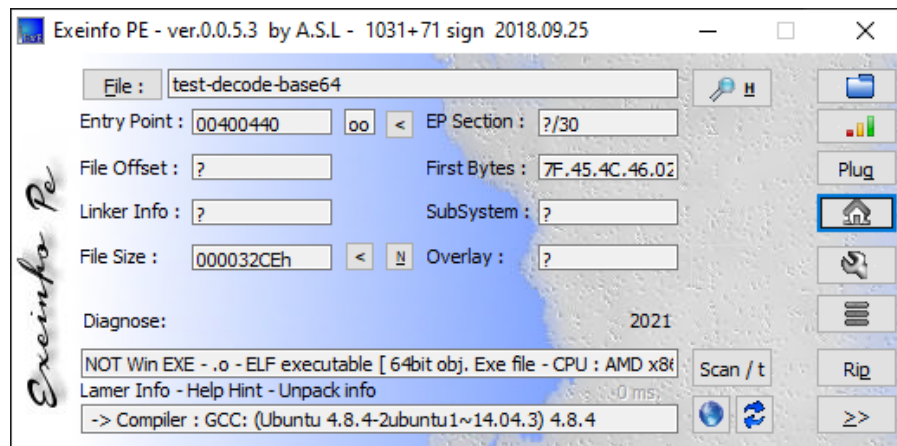 Exeinfo PE - ver.0.0.5.3 by A.S.L - 1031+71 sign 2018.09.25
File : test-decode-base64 H
Entry Point : 00400440 oo < EP Section : ?/30
File Offset : ? First Bytes : 7F.45.4C.46.02 Plug
Linker Info : ? SubSystem : ?
File Size : 000032CEh < N Overlay : ?
Diagnose: 2021
NOT Win EXE - .o - ELF executable [ 64bit obj. Exe file - CPU : AMD x86 Scan / t Rip
Lamer Info - Help Hint - Unpack info 0 ms.
-> Compiler : GCC: (Ubuntu 4.8.4-2ubuntu1~14.04.3) 4.8.4 >>
Exeinfo Pe